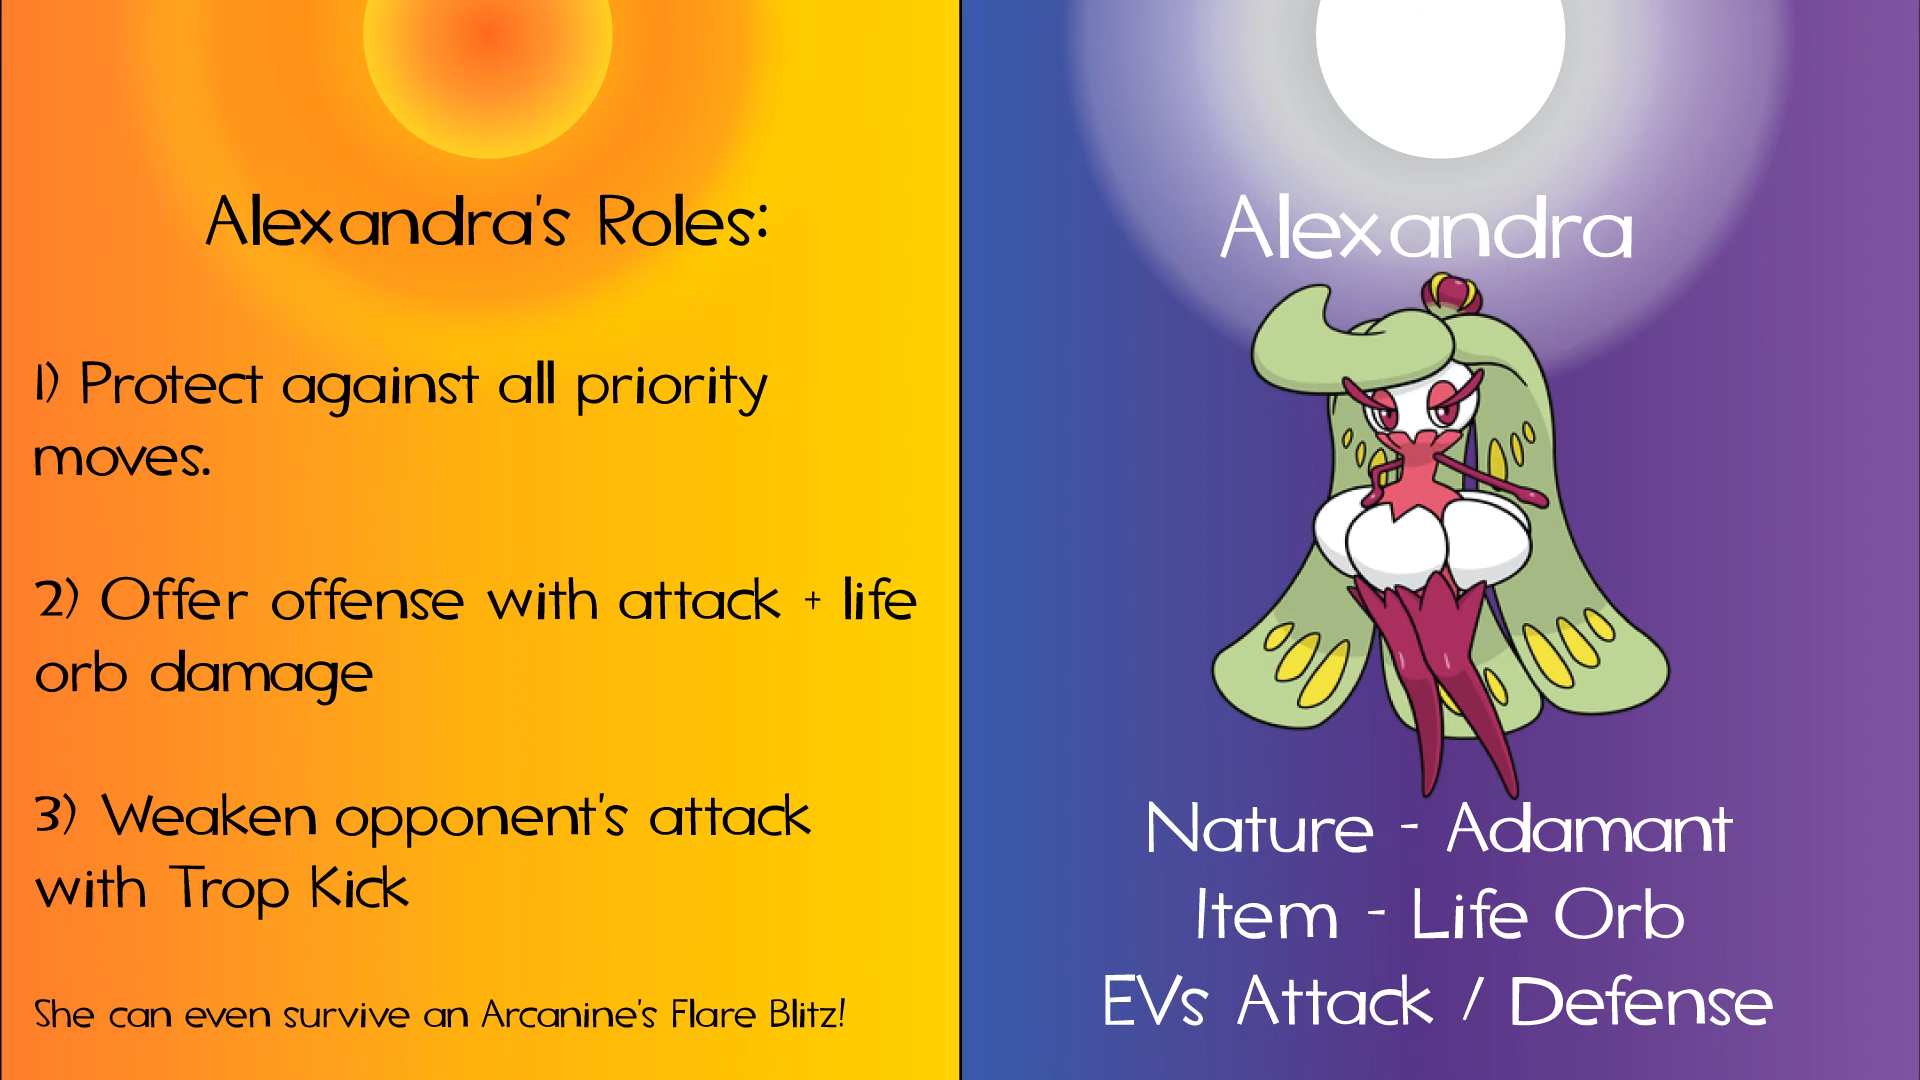 Alexandra's Roles:
1) Protect against all priority
moves.
2) Offer offense with attack + life
orb damage
3) Weaken opponent's attack
with Trop Kick
She can even survive an Arcanine's Flare Blitz!
Alexandra
Nature - Adamant
Item - Life Orb
EVs Attack / Defense